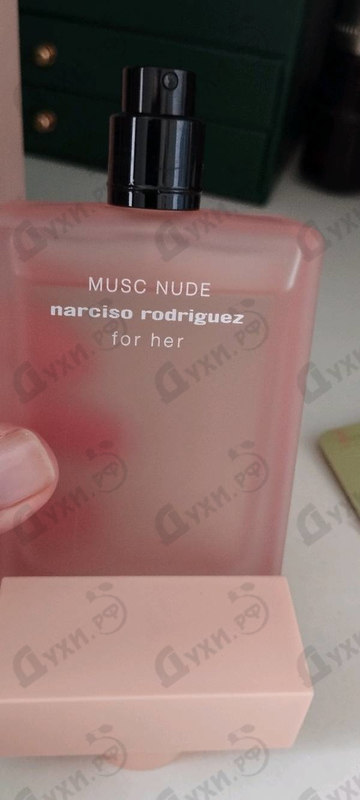 MUSC NUDE
narciso rodriguez
for her
Духи.РФ